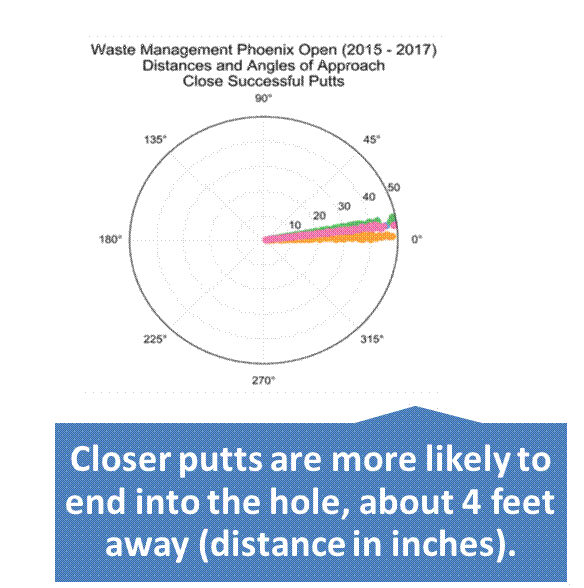 Waste Management Phoenix Open (2015 - 2017)
Distances and Angles of Approach
Close Successful Putts
90°
135°
45°
50
40
30
20
10
180°
0°
225°
315°
270°
Closer putts are more likely to
end into the hole, about 4 feet
away (distance in inches).